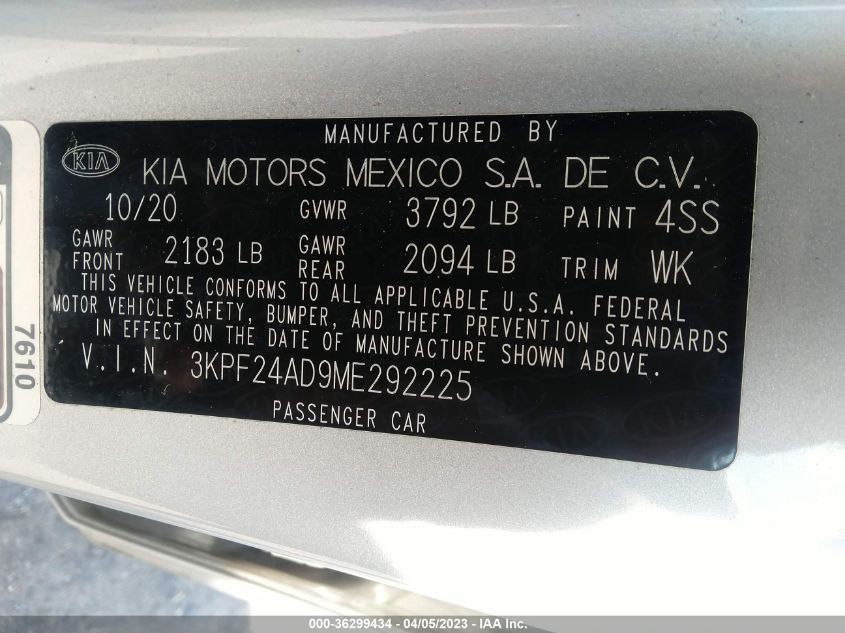 MANUFACTURED BY
KIA KIA MOTORS MEXICO S.A. DE C.V.
10/20 GVWR 3792 LB PAINT 4SS
GAWR FRONT 2183 LB GAWR REAR 2094 LB TRIM WK
THIS VEHICLE CONFORMS TO ALL APPLICABLE U.S.A. FEDERAL
MOTOR VEHICLE SAFETY, BUMPER, AND THEFT PREVENTION STANDARDS
IN EFFECT ON THE DATE OF MANUFACTURE SHOWN ABOVE.
V.I.N. 3KPF24AD9ME292225
PASSENGER CAR
7610
000-36299434 - 04/05/2023 - IAA Inc.